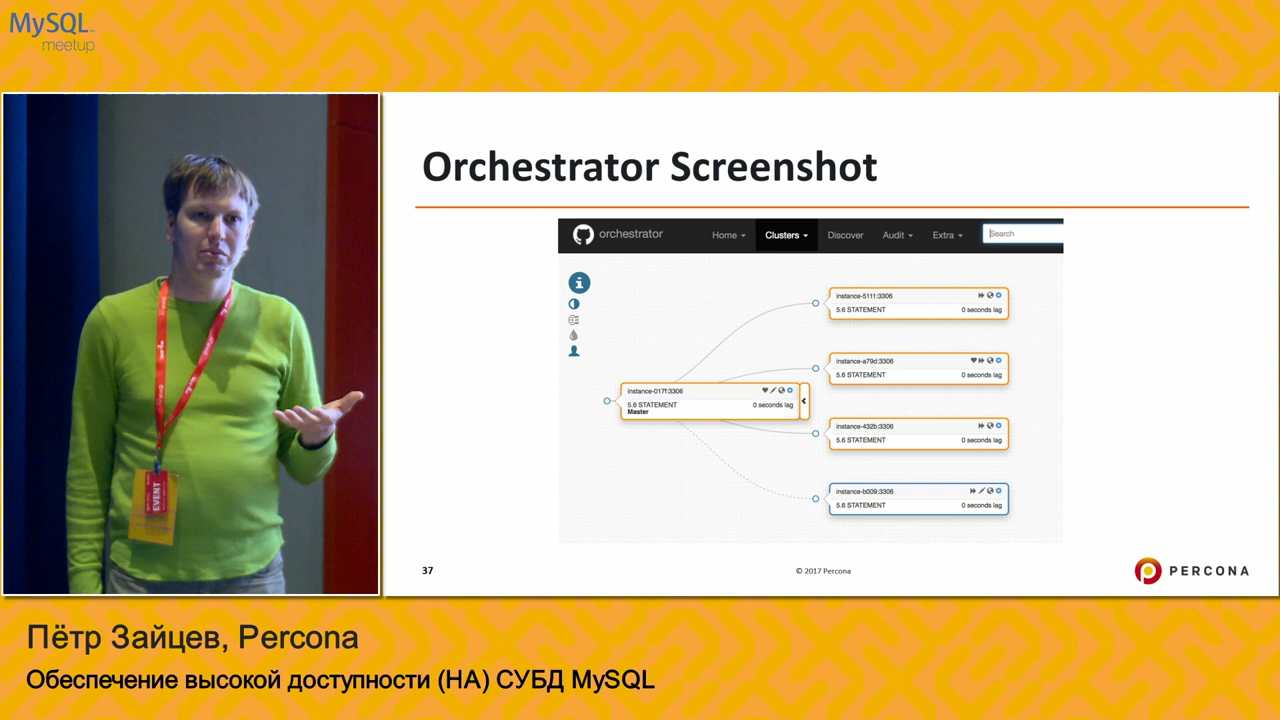 MySQL
meetup
Orchestrator Screenshot
orchestrator
Home
Clusters
Discover
Audit
Extra
Search
instance-5111:3306
5.6 STATEMENT 0 seconds lag
instance-a79d:3306
5.6 STATEMENT 0 seconds lag
instance-017f:3306
5.6 STATEMENT 0 seconds lag
Master
instance-432b:3306
5.6 STATEMENT 0 seconds lag
instance-b009:3306
5.6 STATEMENT 0 seconds lag
EVENT
37
© 2017 Percona
PERCONA
Пётр Зайцев, Percona
Обеспечение высокой доступности (HA) СУБД MySQL